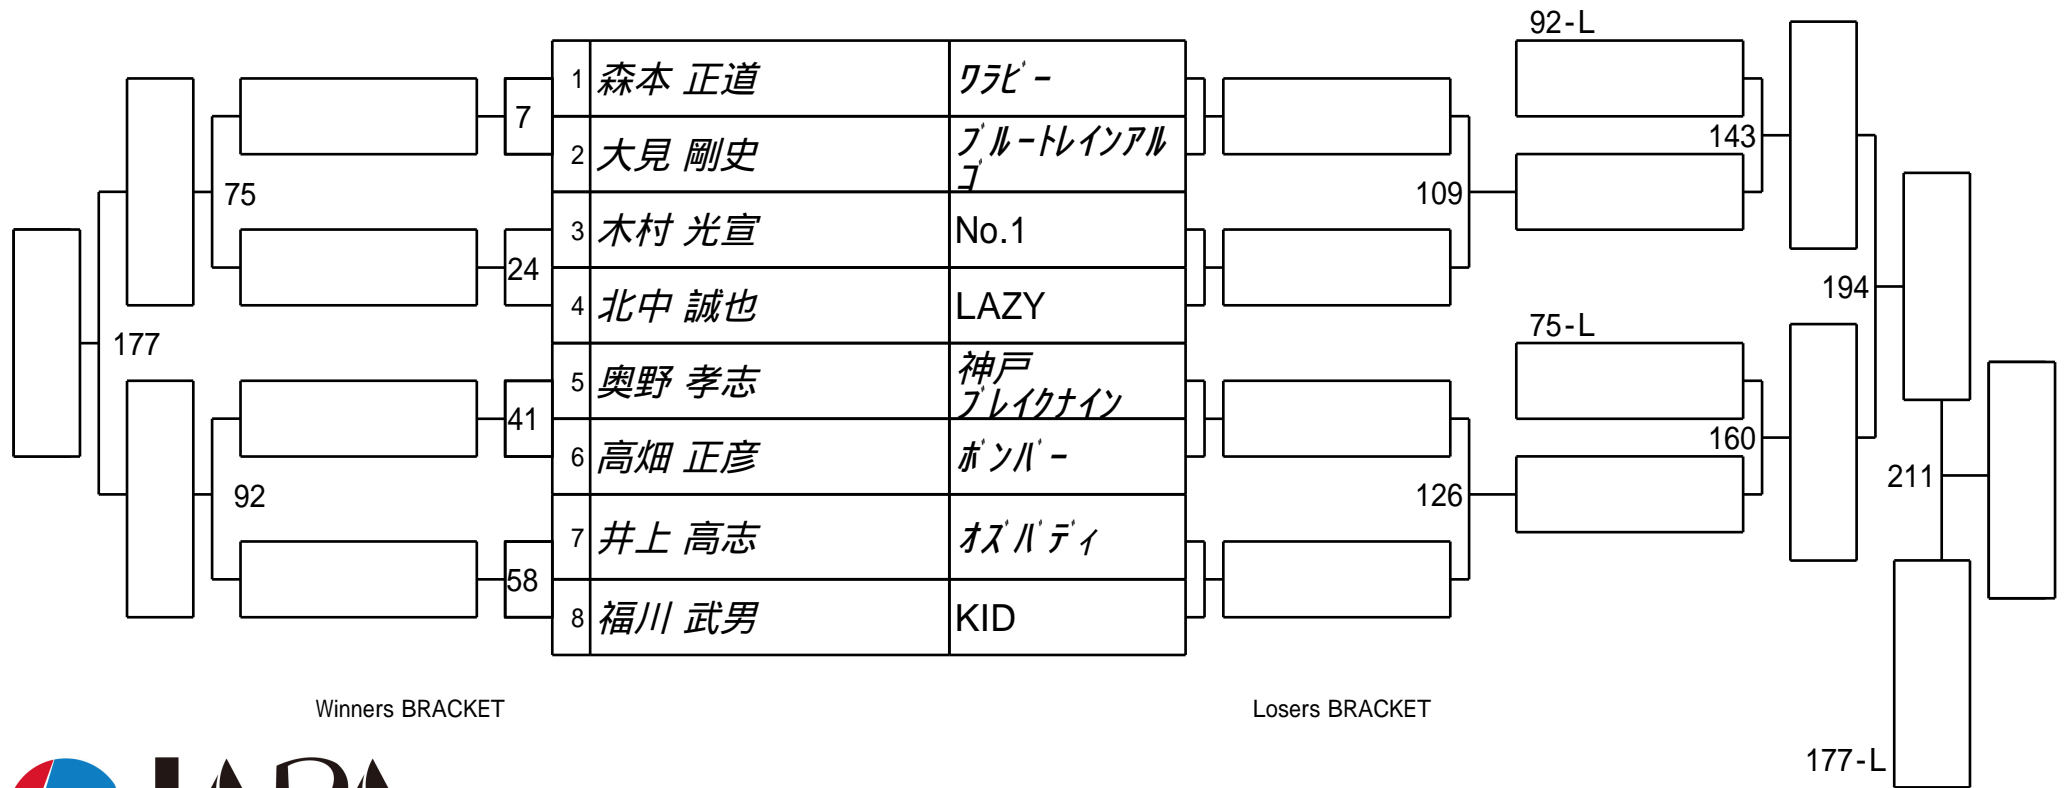 92-L
1 森本 正道 ワラビー
7
143
2 大見 剛史 ブルートレインアル
ゴ
75
109
3 木村 光宣 No.1
24
194
4 北中 誠也 LAZY
75-L
177
5 奥野 孝志 神戸
ブレイクナイン
41
160
6 高畑 正彦 ボンバー
211
92
126
7 井上 高志 オズバディ
58
8 福川 武男 KID
Winners BRACKET
Losers BRACKET
177-L